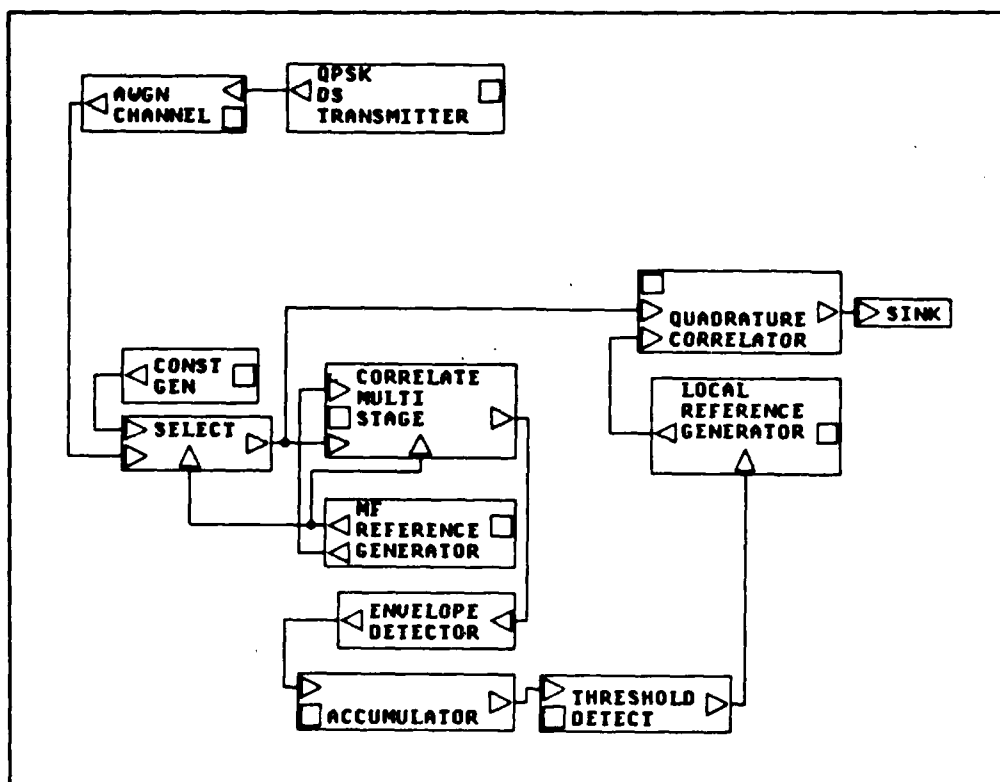 QPSK
DS
TRANSMITTER
AWGN
CHANNEL
QUADRATURE
CORRELATOR
SINK
CONST
GEN
SELECT
CORRELATE
MULTI
STAGE
LOCAL
REFERENCE
GENERATOR
MF
REFERENCE
GENERATOR
ENVELOPE
DETECTOR
ACCUMULATOR
THRESHOLD
DETECT